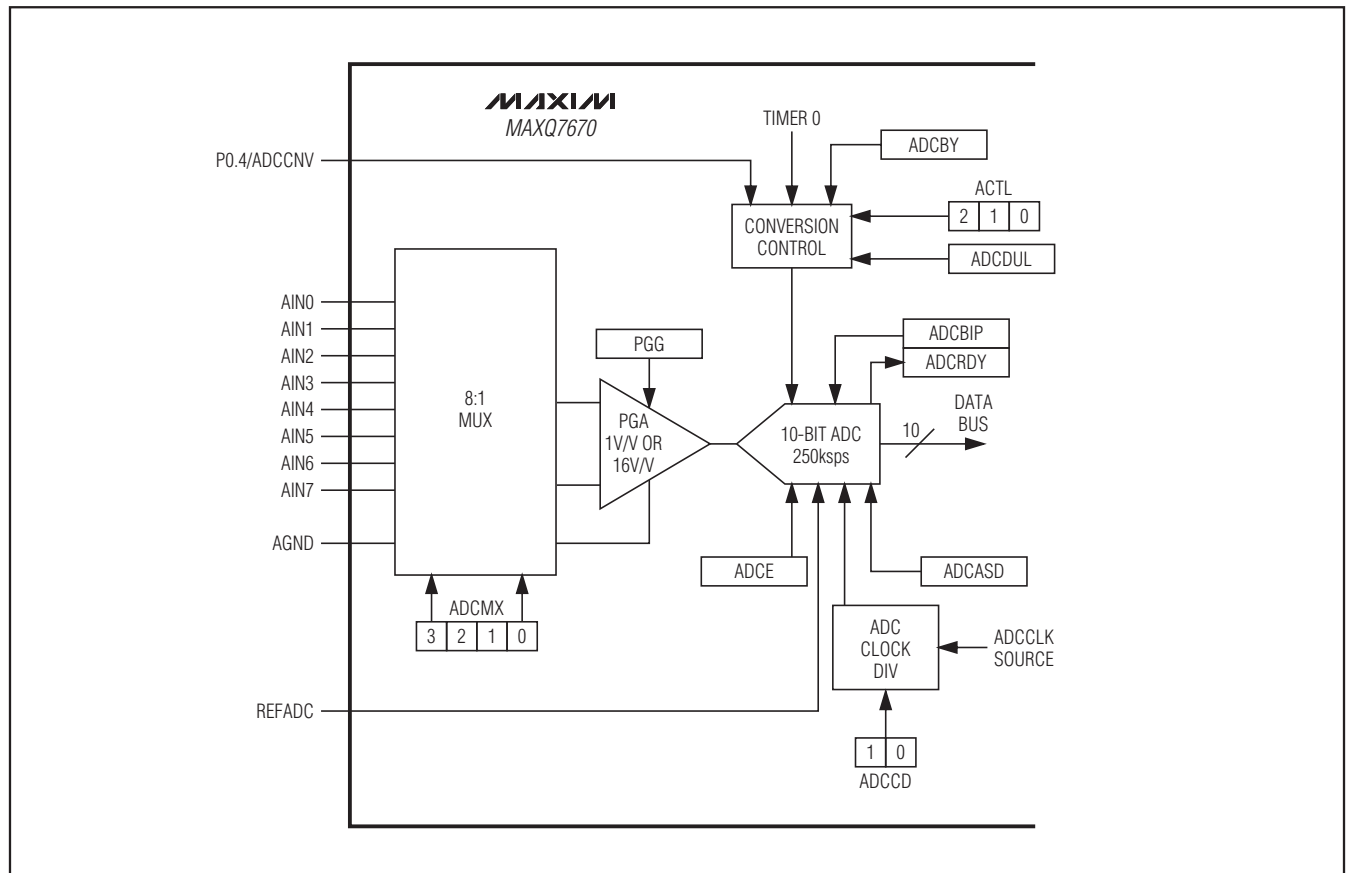 MAXIM
MAXQ7670
TIMER 0
P0.4/ADCCNV
ADCBY
ACTL
2 1 0
CONVERSION
CONTROL
ADCDUL
AIN0
AIN1
AIN2
AIN3
AIN4
AIN5
AIN6
AIN7
AGND
8:1
MUX
PGG
PGA
1V/V OR
16V/V
ADCBIP
ADCRDY
10-BIT ADC
250ksps
10
DATA
BUS
ADCE
ADCASD
ADCMX
3 2 1 0
ADC
CLOCK
DIV
ADCCLK
SOURCE
REFADC
1 0
ADCCD